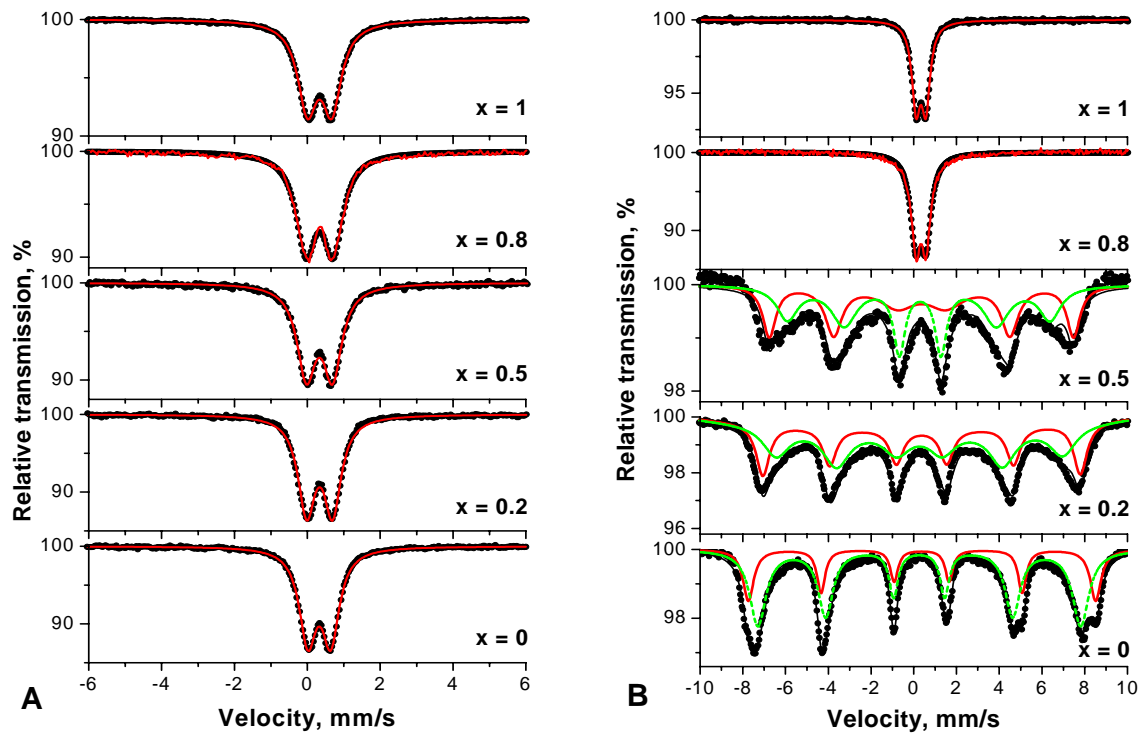 100
90
x = 1
100
90
x = 0.8
100
90
x = 0.5
100
90
x = 0.2
100
90
x = 0
-6 -4 -2 0 2 4 6
Velocity, mm/s
Relative transmission, %
A
100
95
x = 1
100
90
x = 0.8
100
98
x = 0.5
100
98
96
x = 0.2
100
98
x = 0
-10 -8 -6 -4 -2 0 2 4 6 8 10
Velocity, mm/s
Relative transmission, %
B